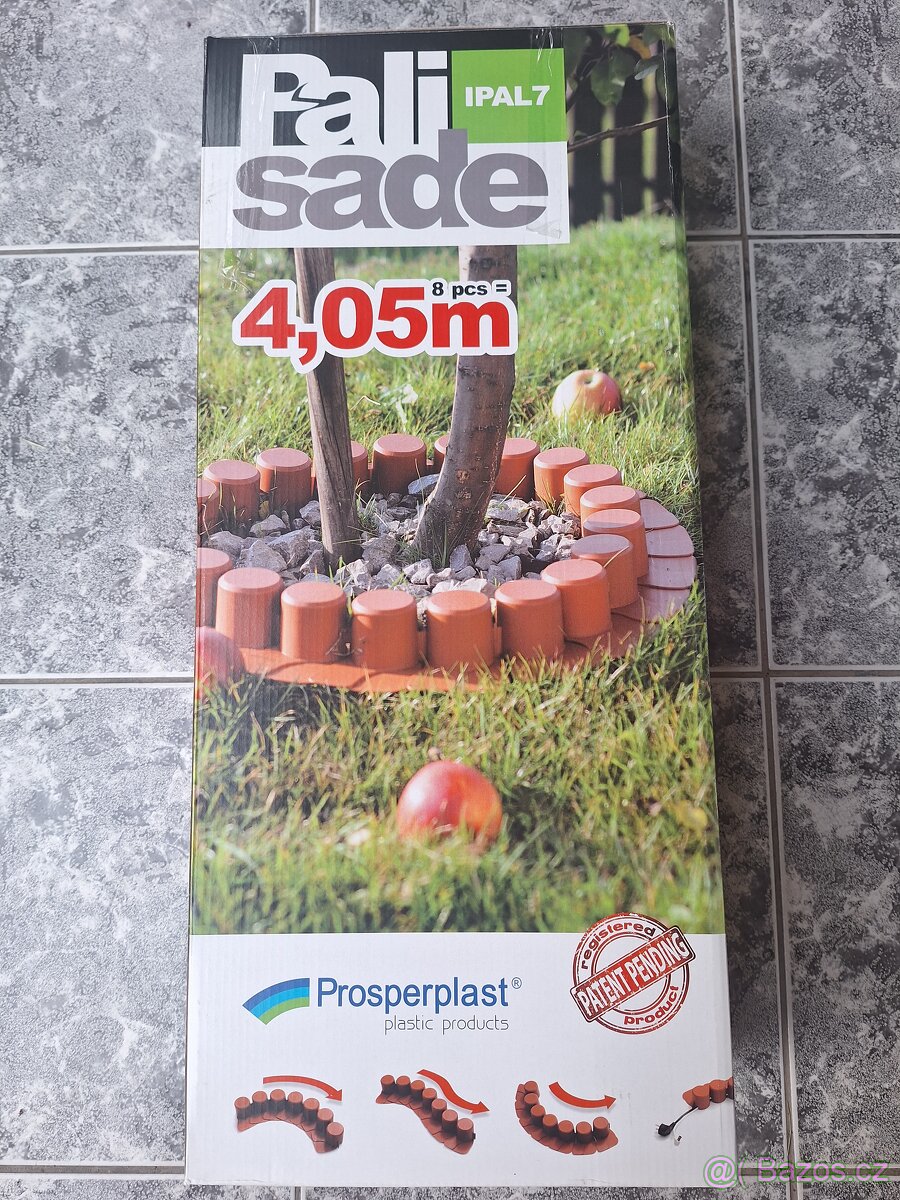 Pali
IPAL7
sade
8 pcs =
4,05m
Prosperplast®
plastic products
registered
PATENT PENDING
product
@ Bazos.cz